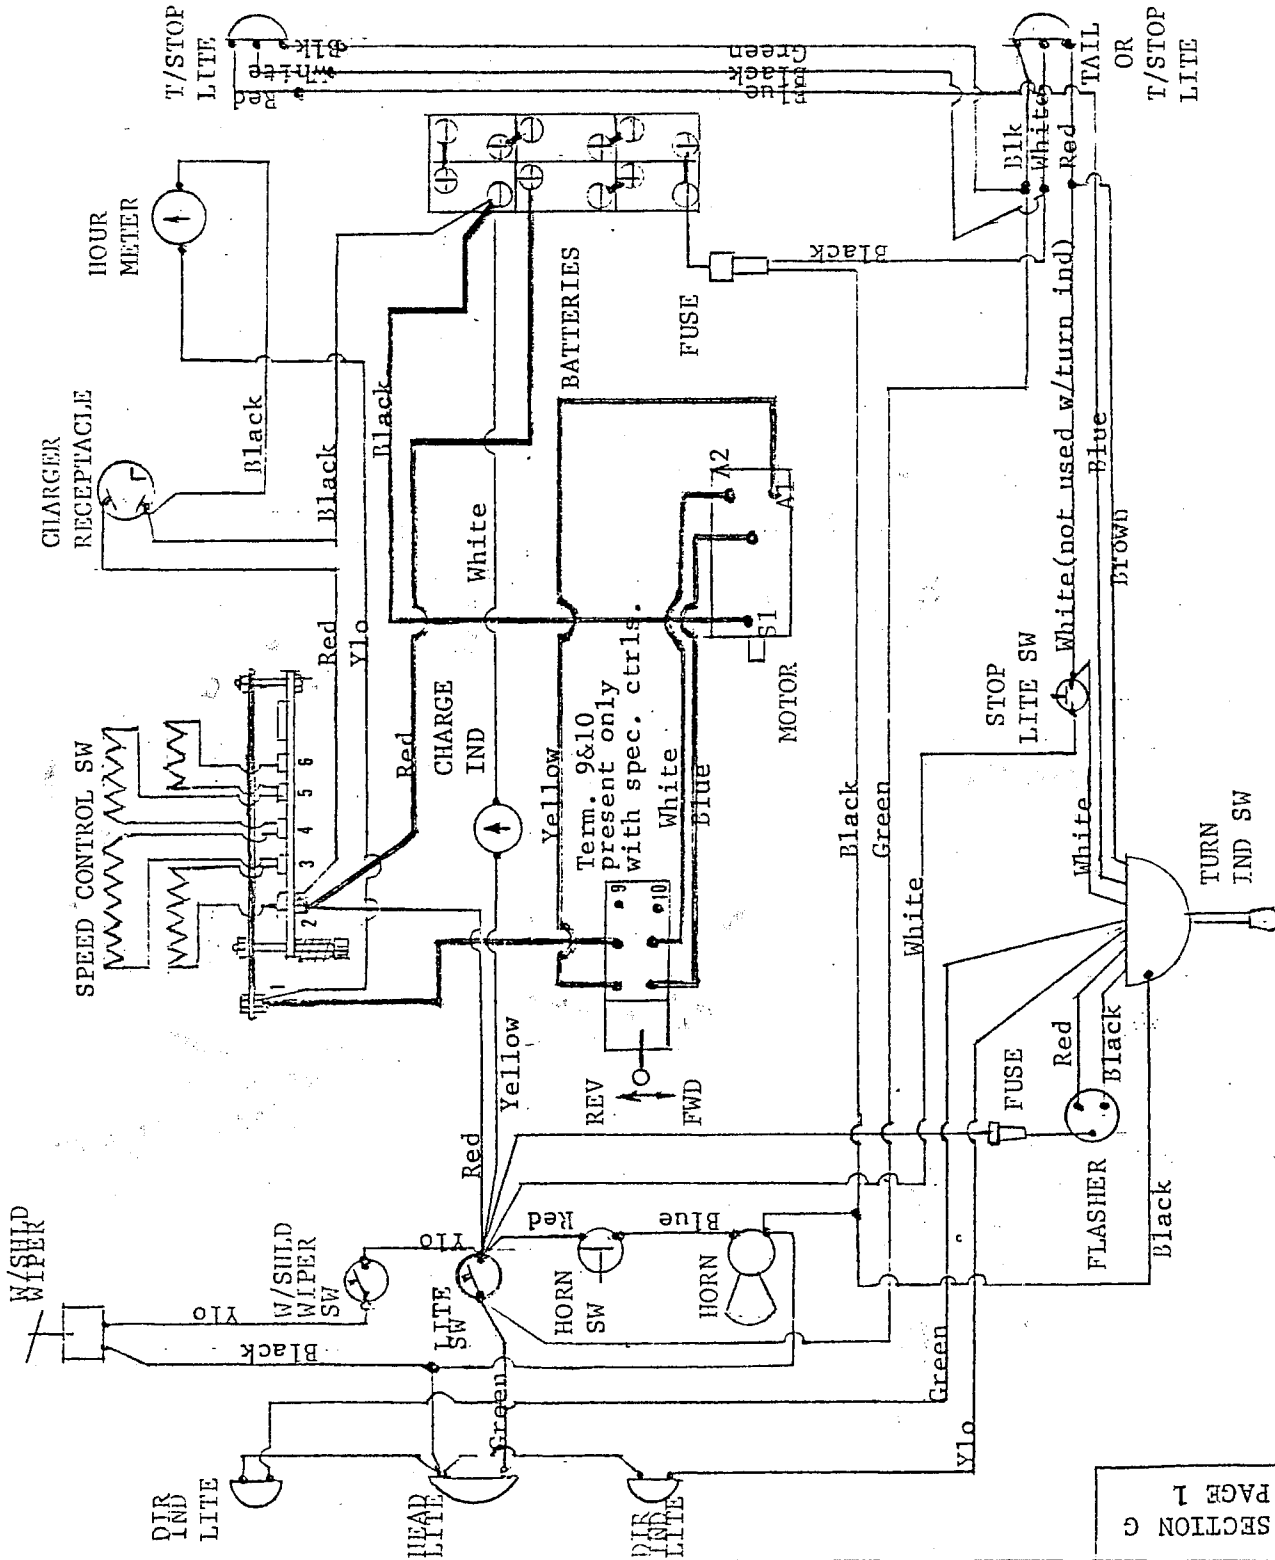 T/STOP
LITE
Blk
White
Red
Green
Black
Blue
TAIL
OR
T/STOP
LITE
Blk
White
Red
HOUR
METER
CHARGER
RECEPTACLE
Black
Black
Black
BATTERIES
FUSE
Black
SPEED CONTROL SW
1
2
3
4
5
6
Red
Ylo
Red
CHARGE
IND
White
Yellow
Term. 9&10
present only
with spec. ctrls.
White
Blue
9
10
A2
A1
S1
MOTOR
REV
FWD
Red
Yellow
Black
Green
White
STOP
LITE SW
White(not used w/turn ind)
Blue
Brown
White
TURN
IND SW
Red
Black
FUSE
FLASHER
Black
W/SHLD
WIPER
Ylo
Black
W/SHLD
WIPER
SW
Ylo
LITE
SW
Red
HORN
SW
Blue
HORN
Green
Green
Ylo
DIR
IND
LITE
HEAD
LITE
DIR
IND
LITE
SECTION G
PAGE 1